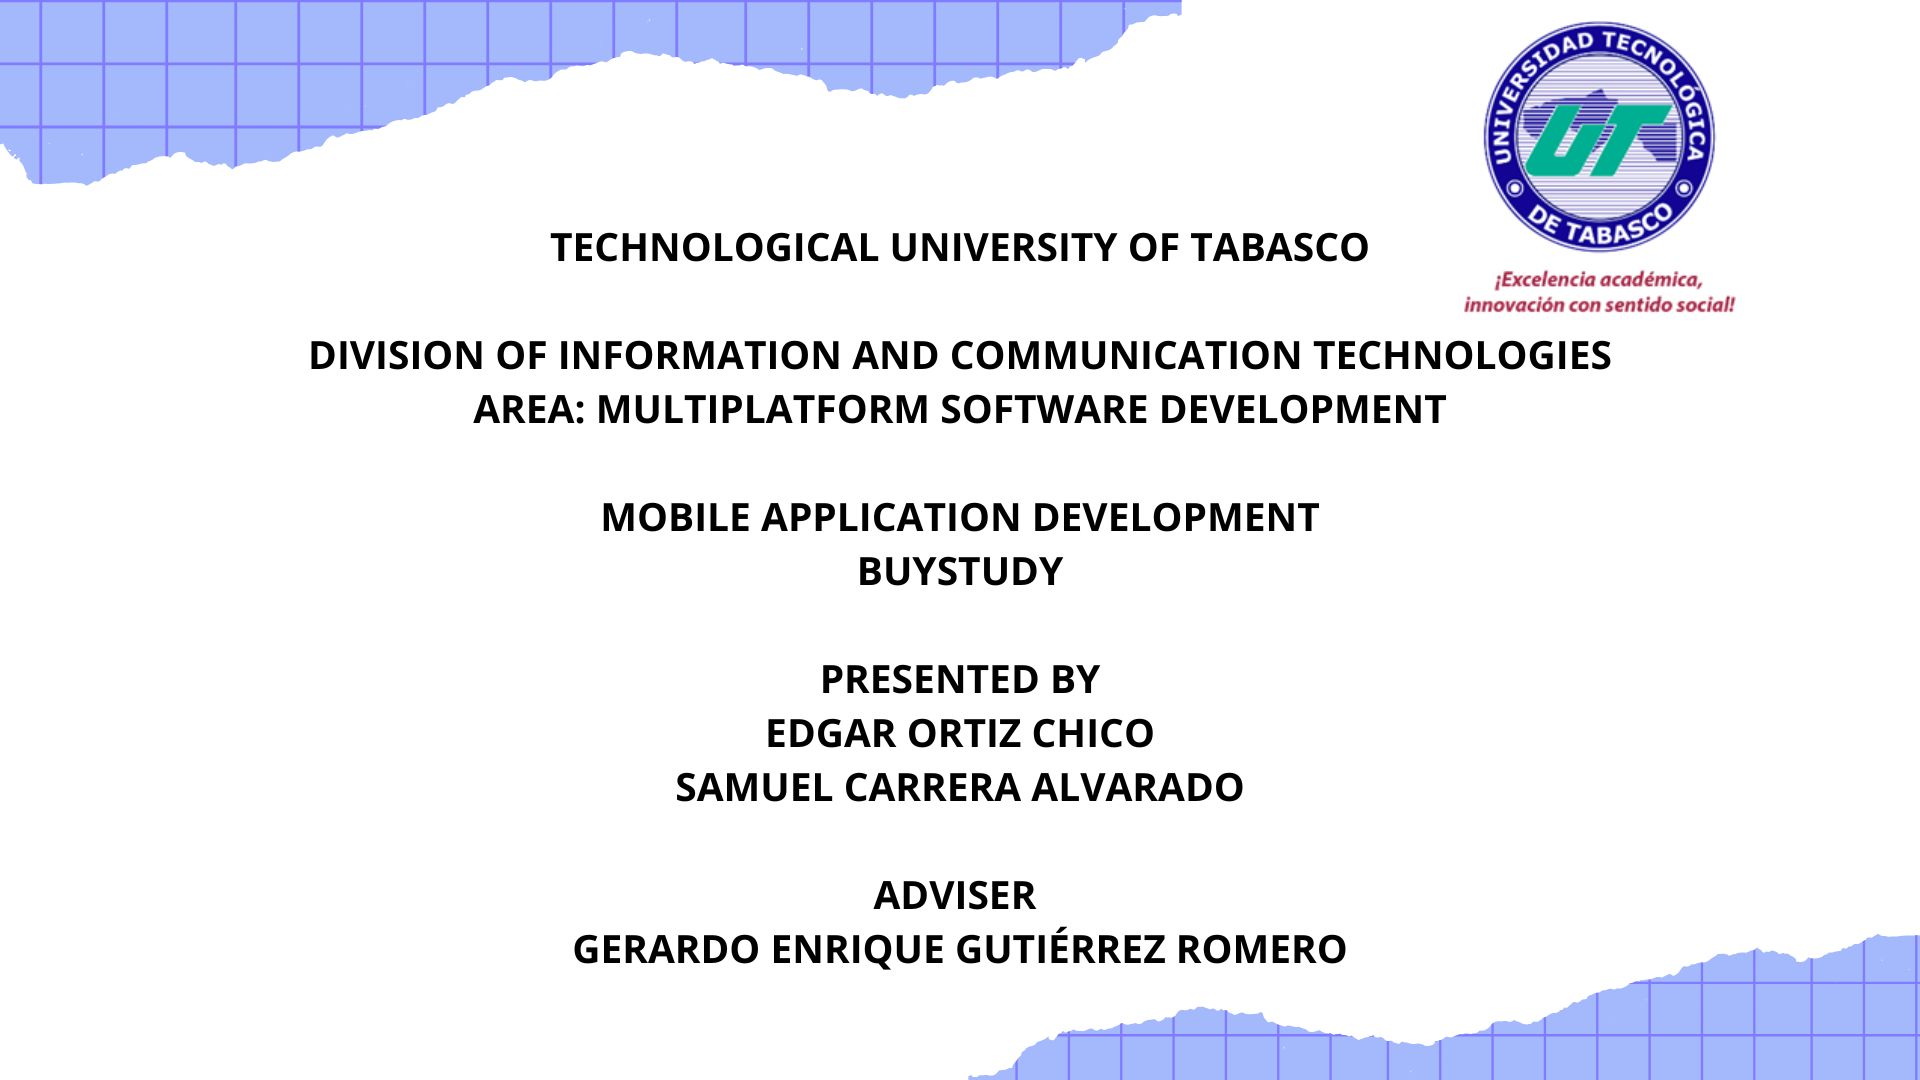 UNIVERSIDAD TECNOLÓGICA
UT
DE TABASCO
¡Excelencia académica,
innovación con sentido social!
TECHNOLOGICAL UNIVERSITY OF TABASCO
DIVISION OF INFORMATION AND COMMUNICATION TECHNOLOGIES
AREA: MULTIPLATFORM SOFTWARE DEVELOPMENT
MOBILE APPLICATION DEVELOPMENT
BUYSTUDY
PRESENTED BY
EDGAR ORTIZ CHICO
SAMUEL CARRERA ALVARADO
ADVISER
GERARDO ENRIQUE GUTIÉRREZ ROMERO